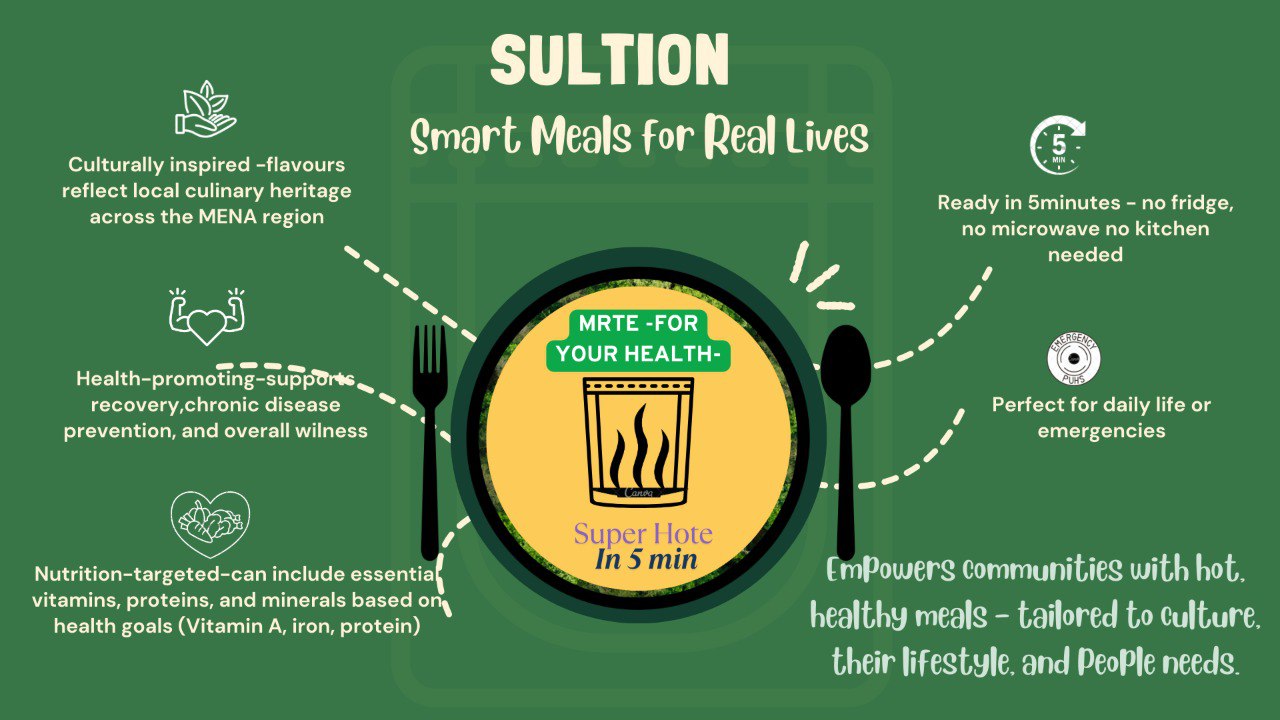 SULTION
Smart Meals for Real Lives
Culturally inspired -flavours
reflect local culinary heritage
across the MENA region
Health-promoting-supports
recovery,chronic disease
prevention, and overall wilness
Nutrition-targeted-can include essential
vitamins, proteins, and minerals based on
health goals (Vitamin A, iron, protein)
MRTE -FOR
YOUR HEALTH-
Canva
Super Hote
In 5 min
5
MIN
Ready in 5minutes - no fridge,
no microwave no kitchen
needed
EMERGENCY
PUHS
Perfect for daily life or
emergencies
Empowers communities with hot,
healthy meals - tailored to culture,
their lifestyle, and People needs.